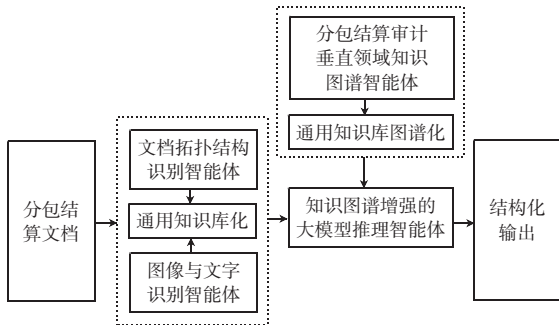 分包结算审计
垂直领域知识
图谱智能体
通用知识库图谱化
文档拓扑结构
识别智能体
通用知识库化
图像与文字
识别智能体
分包结
算文档
知识图谱增强的
大模型推理智能体
结构化
输出